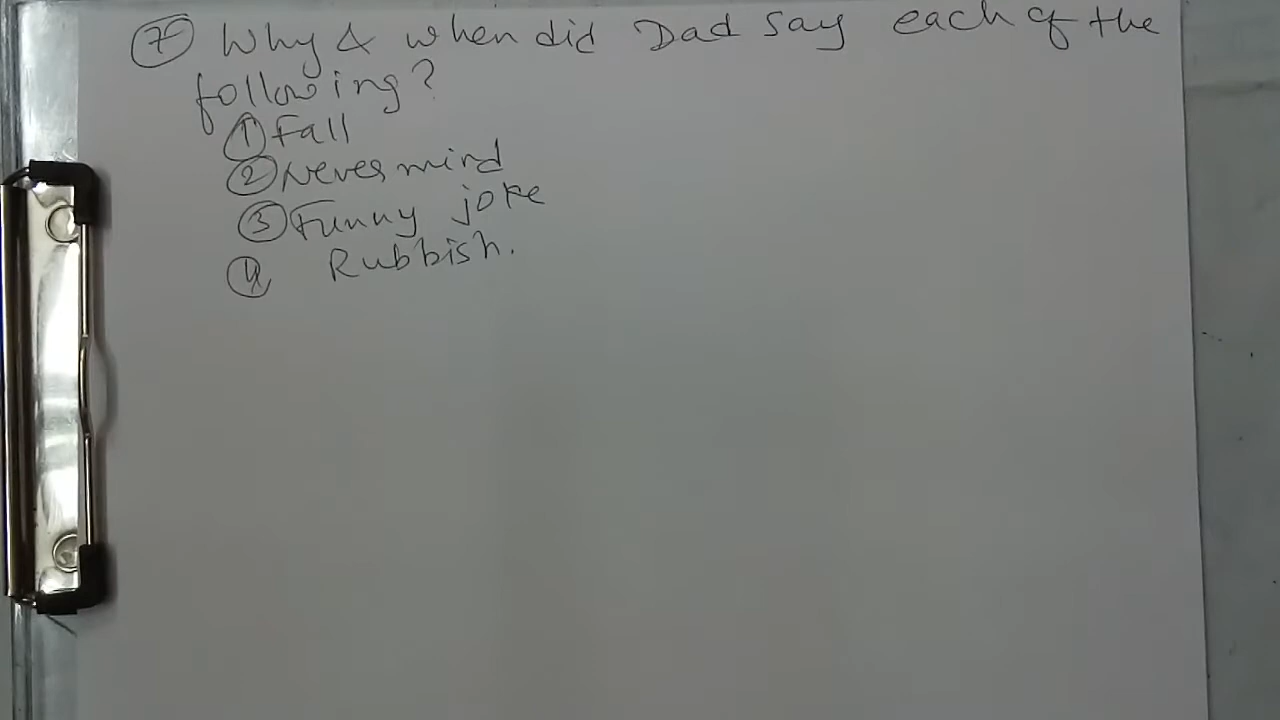 7 Why & when did Dad say each of the
following?
1 Fall
2 Never mind
3 Funny joke
4 Rubbish.